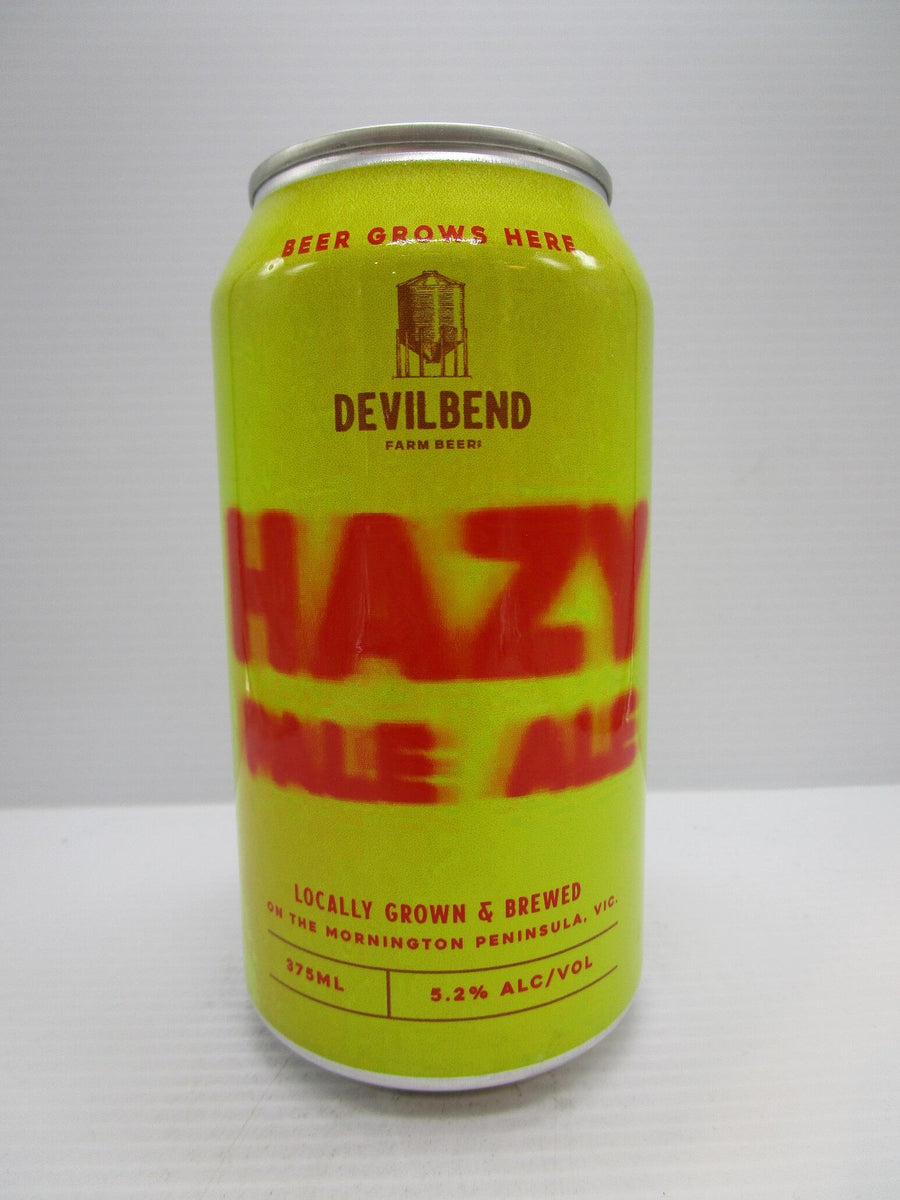 BEER GROWS HERE
DEVILBEND
FARM BEER:
HAZY
PALE ALE
LOCALLY GROWN & BREWED
ON THE MORNINGTON PENINSULA, VIC.
375ML
5.2% ALC/VOL